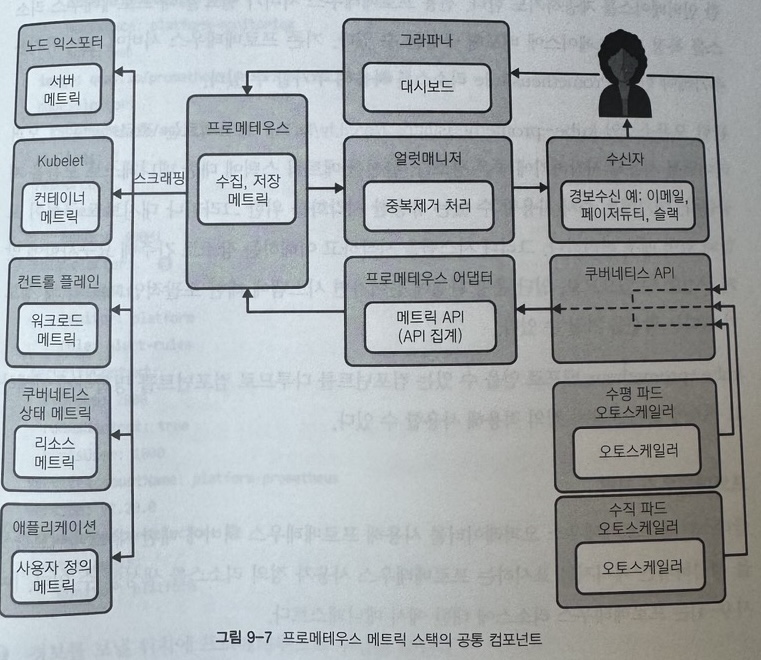 노드 익스포터
서버
메트릭
Kubelet
컨테이너
메트릭
컨트롤 플레인
워크로드
메트릭
쿠버네티스
상태 메트릭
리소스
메트릭
애플리케이션
사용자 정의
메트릭
스크래핑
프로메테우스
수집, 저장
메트릭
그라파나
대시보드
얼럿매니저
중복제거 처리
프로메테우스 어댑터
메트릭 API
(API 집계)
수신자
경보수신 예: 이메일,
페이저듀티, 슬랙
쿠버네티스 API
수평 파드
오토스케일러
오토스케일러
수직 파드
오토스케일러
오토스케일러
그림 9-7 프로메테우스 메트릭 스택의 공통 컴포넌트